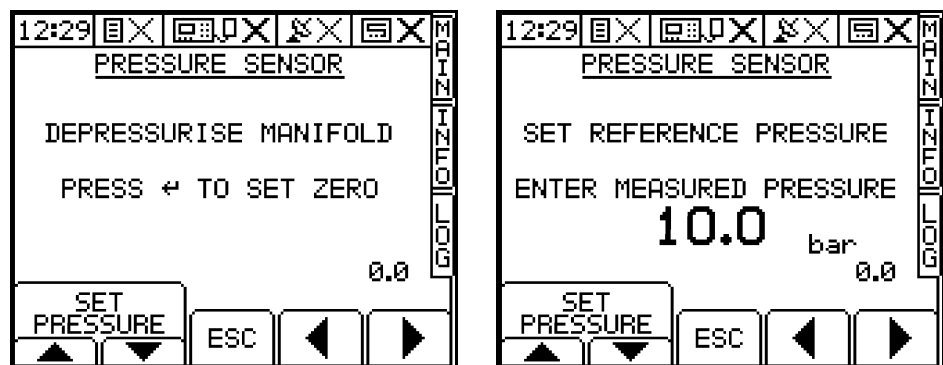 12:29
PRESSURE SENSOR
DEPRESSURISE MANIFOLD
PRESS ↵ TO SET ZERO
0.0
SET
PRESSURE
ESC
MAIN
INFO
LOG
12:29
PRESSURE SENSOR
SET REFERENCE PRESSURE
ENTER MEASURED PRESSURE
10.0 bar
0.0
SET
PRESSURE
ESC
MAIN
INFO
LOG